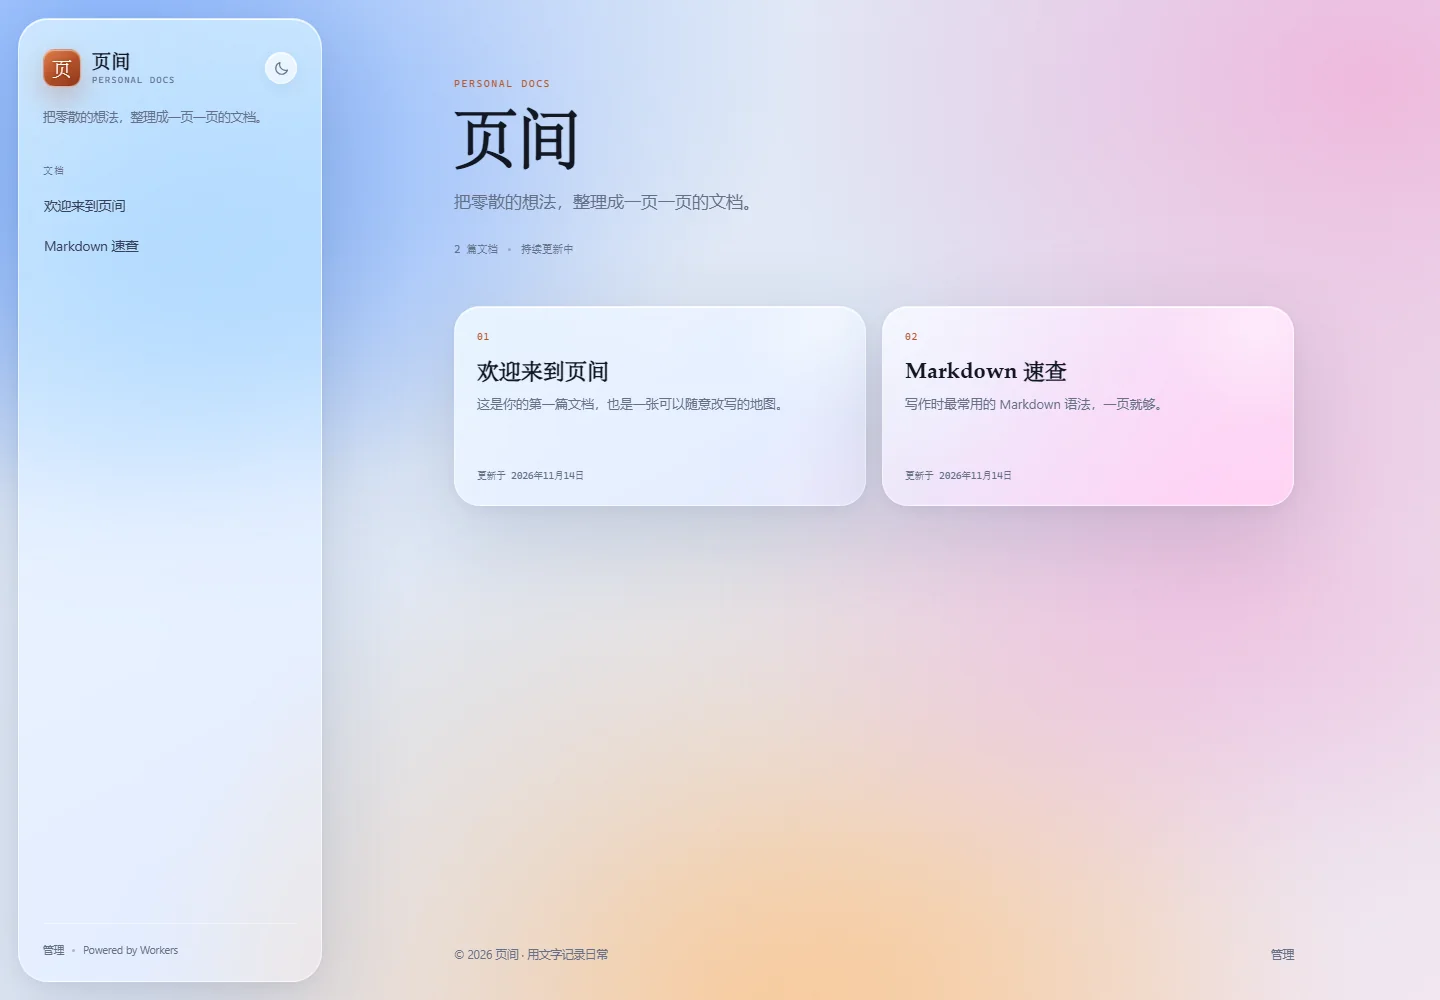 页
页间
PERSONAL DOCS
把零散的想法，整理成一页一页的文档。
文档
欢迎来到页间
Markdown 速查
管理 • Powered by Workers
PERSONAL DOCS
页间
把零散的想法，整理成一页一页的文档。
2 篇文档 • 持续更新中
01
欢迎来到页间
这是你的第一篇文档，也是一张可以随意改写的地图。
更新于 2026年11月14日
02
Markdown 速查
写作时最常用的 Markdown 语法，一页就够。
更新于 2026年11月14日
© 2026 页间 · 用文字记录日常
管理